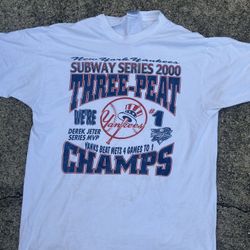 New York Yankees
SUBWAY SERIES 2000
THREE-PEAT
WE'RE Yankees #1
DEREK JETER
SERIES MVP
YANKS BEAT METS 4 GAMES TO 1
CHAMPS